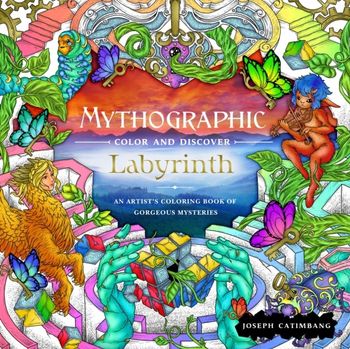 MYTHOGRAPHIC
COLOR AND DISCOVER
Labyrinth
AN ARTIST'S COLORING BOOK OF
GORGEOUS MYSTERIES
JOSEPH CATIMBANG